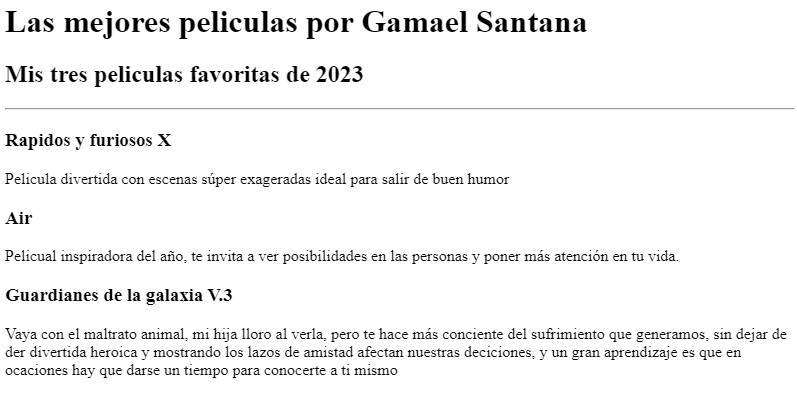 Las mejores peliculas por Gamael Santana
Mis tres peliculas favoritas de 2023
Rapidos y furiosos X
Pelicula divertida con escenas súper exageradas ideal para salir de buen humor
Air
Pelicual inspiradora del año, te invita a ver posibilidades en las personas y poner más atención en tu vida.
Guardianes de la galaxia V.3
Vaya con el maltrato animal, mi hija lloro al verla, pero te hace más conciente del sufrimiento que generamos, sin dejar de
der divertida heroica y mostrando los lazos de amistad afectan nuestras deciciones, y un gran aprendizaje es que en
ocaciones hay que darse un tiempo para conocerte a ti mismo